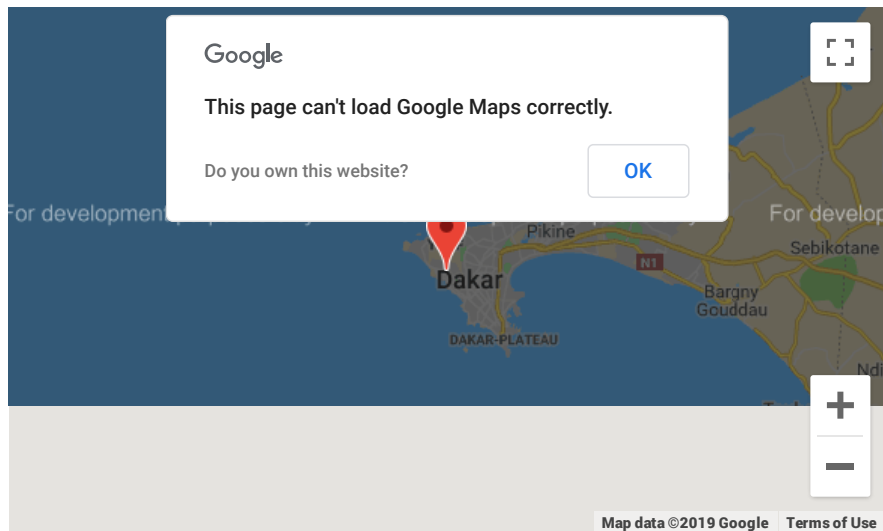 Google
This page can't load Google Maps correctly.
Do you own this website?
OK
For development
For develop
Pikine
Sebikotane
N1
Dakar
Bargny
Gouddau
DAKAR-PLATEAU
Ndi
Map data ©2019 Google
Terms of Use